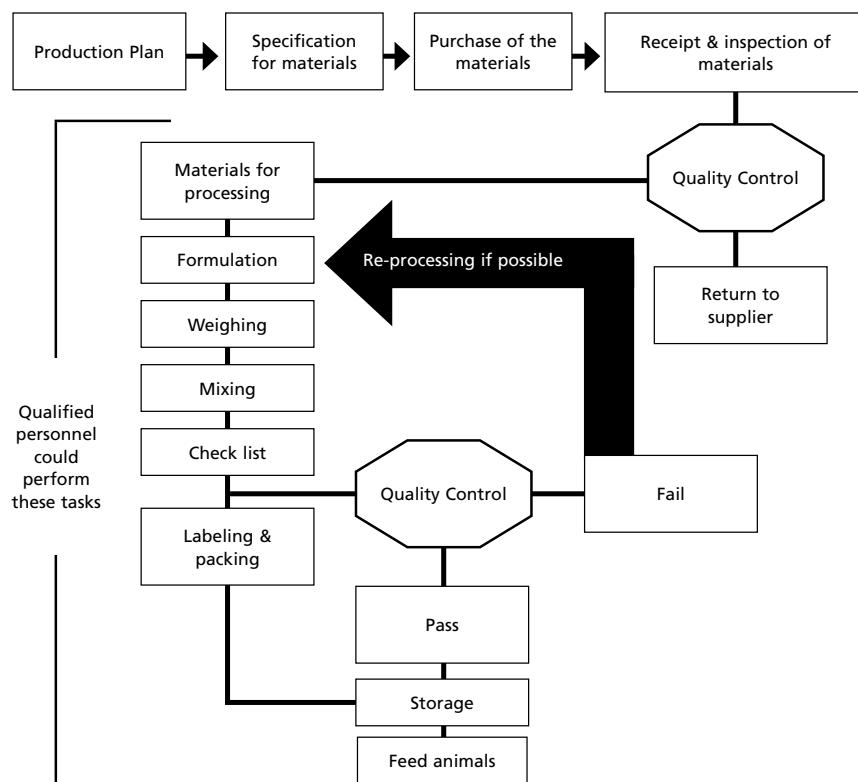 Production Plan
Specification
for materials
Purchase of the
materials
Receipt & inspection of
materials
Materials for
processing
Quality Control
Formulation
Re-processing if possible
Return to
supplier
Weighing
Mixing
Qualified
personnel
could
perform
these tasks
Check list
Quality Control
Fail
Labeling &
packing
Pass
Storage
Feed animals